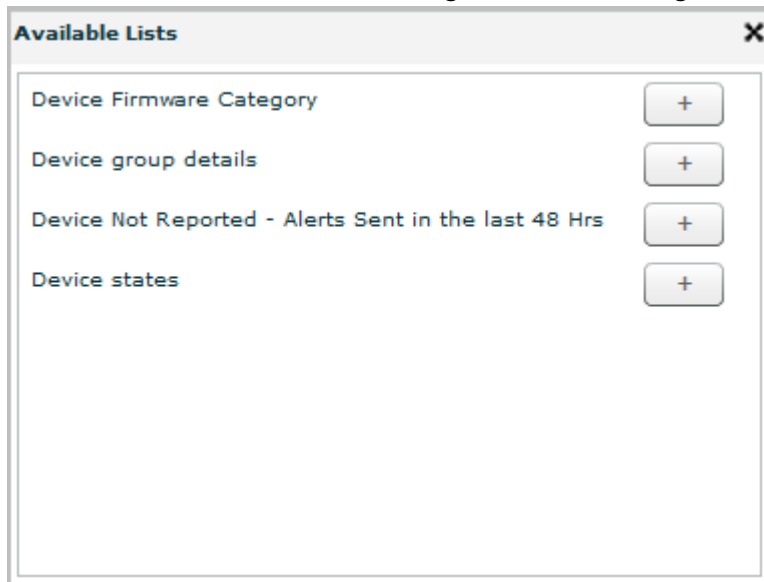 Available Lists
Device Firmware Category +
Device group details +
Device Not Reported - Alerts Sent in the last 48 Hrs +
Device states +